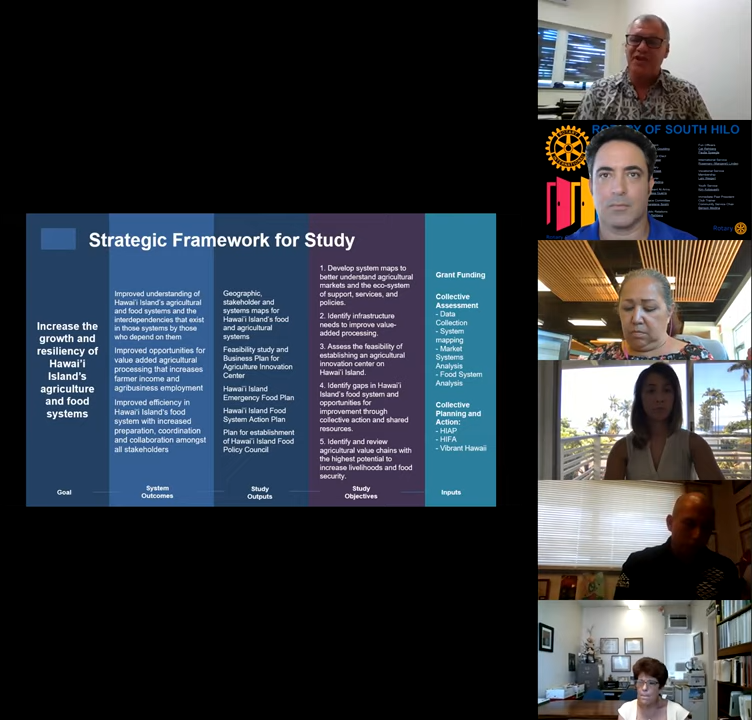 Strategic Framework for Study
Increase the
growth and
resiliency of
Hawai'i
Island's
agriculture
and food
systems
Goal
Improved understanding of
Hawai'i Island's agricultural
and food systems and the
interdependencies that exist
in those systems by those
who depend on them
Improved opportunities for
value added agricultural
processing that increases
farmer income and
agribusiness employment
Improved efficiency in
Hawai'i Island's food
system with increased
preparation, coordination
and collaboration amongst
all stakeholders
System
Outcomes
Geographic,
stakeholder and
systems maps for
Hawai'i Island's food
and agricultural
systems
Feasibility study and
Business Plan for
Agriculture Innovation
Center
Hawai'i Island
Emergency Food Plan
Hawai'i Island Food
System Action Plan
Plan for establishment
of Hawai'i Island Food
Policy Council
Study
Outputs
1. Develop system maps to
better understand agricultural
markets and the eco-system
of support, services, and
policies.
2. Identify infrastructure
needs to improve value-
added processing.
3. Assess the feasibility of
establishing an agricultural
innovation center on
Hawai'i Island.
4. Identify gaps in Hawai'i
Island's food system and
opportunities for
improvement through
collective action and shared
resources.
5. Identify and review
agricultural value chains with
the highest potential to
increase livelihoods and food
security.
Study
Objectives
Grant Funding
Collective
Assessment
- Data
Collection
- System
mapping
- Market
Systems
Analysis
- Food System
Analysis
Collective
Planning and
Action:
- HIAP
- HIFA
- Vibrant Hawaii
Inputs
OF SOUTH HILO
Rotary